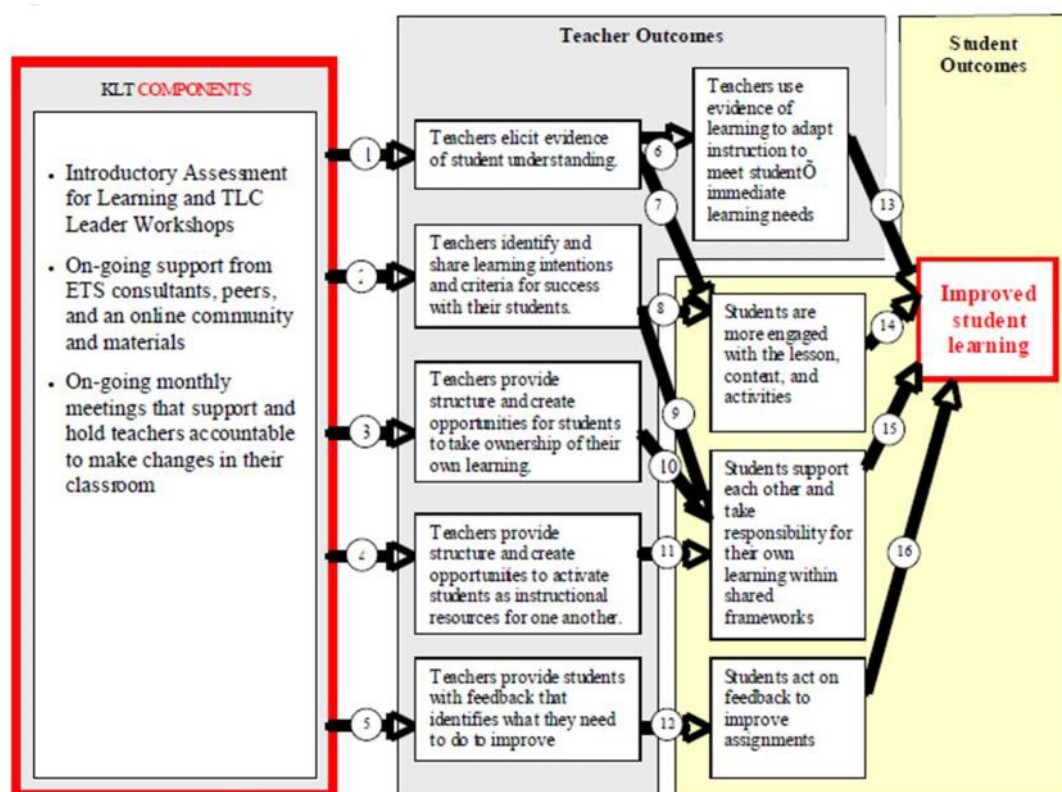 Teacher Outcomes
Student
Outcomes
KLT COMPONENTS
• Introductory Assessment
for Learning and TLC
Leader Workshops
• On-going support from
ETS consultants, peers,
and an online community
and materials
• On-going monthly
meetings that support and
hold teachers accountable
to make changes in their
classroom
1
2
3
4
5
Teachers elicit evidence
of student understanding.
Teachers identify and
share learning intentions
and criteria for success
with their students.
Teachers provide
structure and create
opportunities for students
to take ownership of their
own learning.
Teachers provide
structure and create
opportunities to activate
students as instructional
resources for one another.
Teachers provide students
with feedback that
identifies what they need
to do to improve
6
7
8
9
10
11
12
Teachers use
evidence of
learning to adapt
instruction to
meet studentÕ
immediate
learning needs
Students are
more engaged
with the lesson,
content, and
activities
Students support
each other and
take
responsibility for
their own
learning within
shared
frameworks
Students act on
feedback to
improve
assignments
13
14
15
16
Improved
student
learning